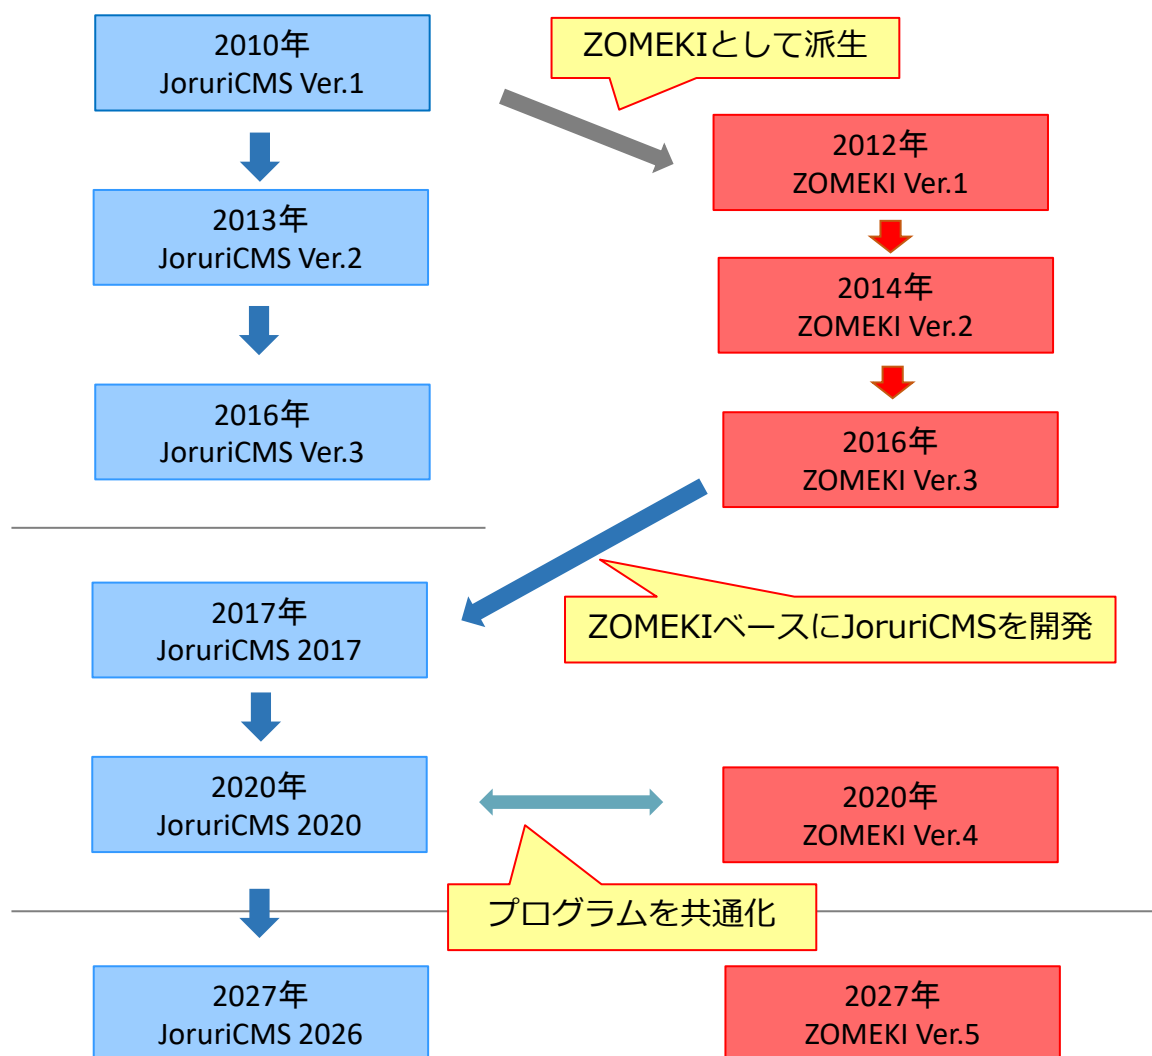 2010年
JoruriCMS Ver.1
ZOMEKIとして派生
2012年
ZOMEKI Ver.1
2013年
JoruriCMS Ver.2
2014年
ZOMEKI Ver.2
2016年
JoruriCMS Ver.3
2016年
ZOMEKI Ver.3
2017年
JoruriCMS 2017
ZOMEKIベースにJoruriCMSを開発
2020年
JoruriCMS 2020
2020年
ZOMEKI Ver.4
プログラムを共通化
2027年
JoruriCMS 2026
2027年
ZOMEKI Ver.5